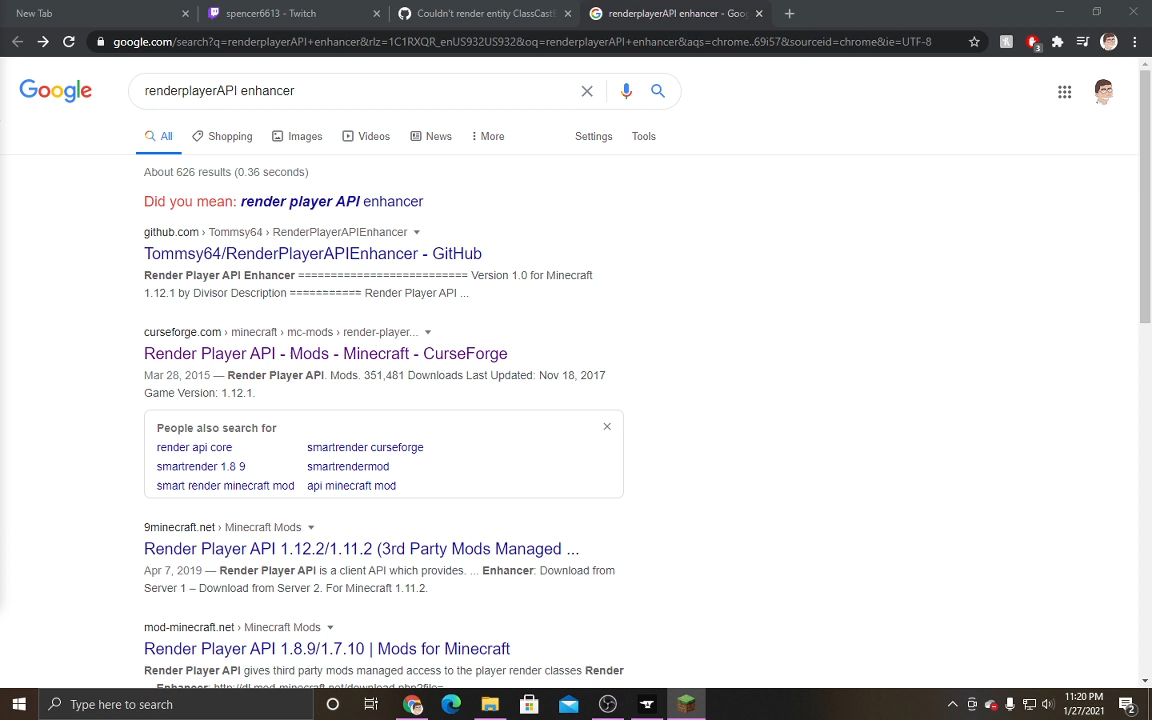 New Tab
spencer6613 - Twitch
Couldn't render entity ClassCastE
renderplayerAPI enhancer - Goo
google.com/search?q=renderplayerAPI+enhancer&rlz=1C1RXQR_enUS932US932&oq=renderplayerAPI+enhancer&aqs=chrome..69i57&sourceid=chrome&ie=UTF-8
3
Google
renderplayerAPI enhancer
All
Shopping
Images
Videos
News
More
Settings
Tools
About 626 results (0.36 seconds)
Did you mean: render player API enhancer
github.com › Tommsy64 › RenderPlayerAPIEnhancer
Tommsy64/RenderPlayerAPIEnhancer - GitHub
Render Player API Enhancer ========================== Version 1.0 for Minecraft
1.12.1 by Divisor Description =========== Render Player API ...
curseforge.com › minecraft › mc-mods › render-player...
Render Player API - Mods - Minecraft - CurseForge
Mar 28, 2015 — Render Player API. Mods. 351,481 Downloads Last Updated: Nov 18, 2017
Game Version: 1.12.1.
People also search for
render api core
smartrender curseforge
smartrender 1.8 9
smartrendermod
smart render minecraft mod
api minecraft mod
9minecraft.net › Minecraft Mods
Render Player API 1.12.2/1.11.2 (3rd Party Mods Managed ...
Apr 7, 2019 — Render Player API is a client API which provides. ... Enhancer: Download from
Server 1 – Download from Server 2. For Minecraft 1.11.2.
mod-minecraft.net › Minecraft Mods
Render Player API 1.8.9/1.7.10 | Mods for Minecraft
Render Player API gives third party mods managed access to the player render classes Render
Type here to search
11:20 PM
1/27/2021
2